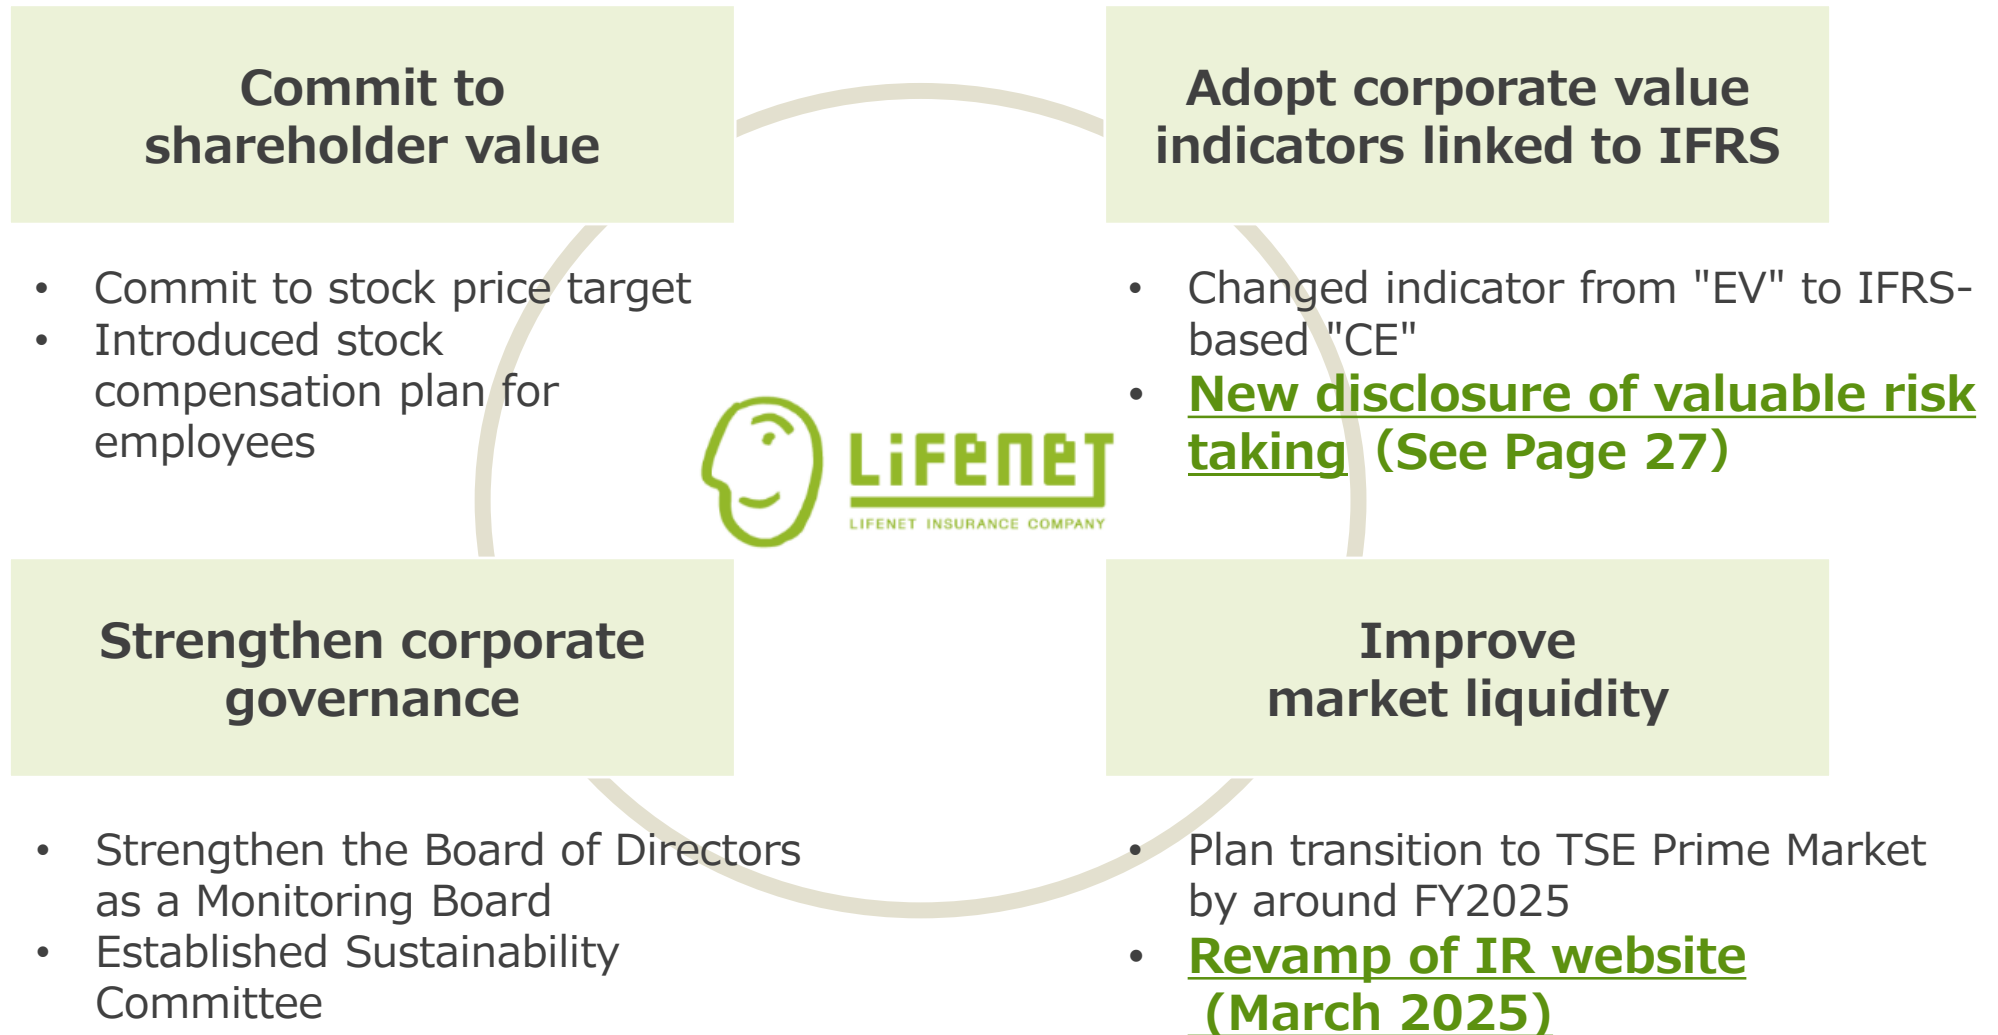 Commit to
shareholder value
• Commit to stock price target
• Introduced stock
compensation plan for
employees
Adopt corporate value
indicators linked to IFRS
• Changed indicator from "EV" to IFRS-
based "CE"
• New disclosure of valuable risk
taking（See Page 27）
LiFENET
LIFENET INSURANCE COMPANY
Strengthen corporate
governance
• Strengthen the Board of Directors
as a Monitoring Board
• Established Sustainability
Committee
Improve
market liquidity
• Plan transition to TSE Prime Market
by around FY2025
• Revamp of IR website
（March 2025）